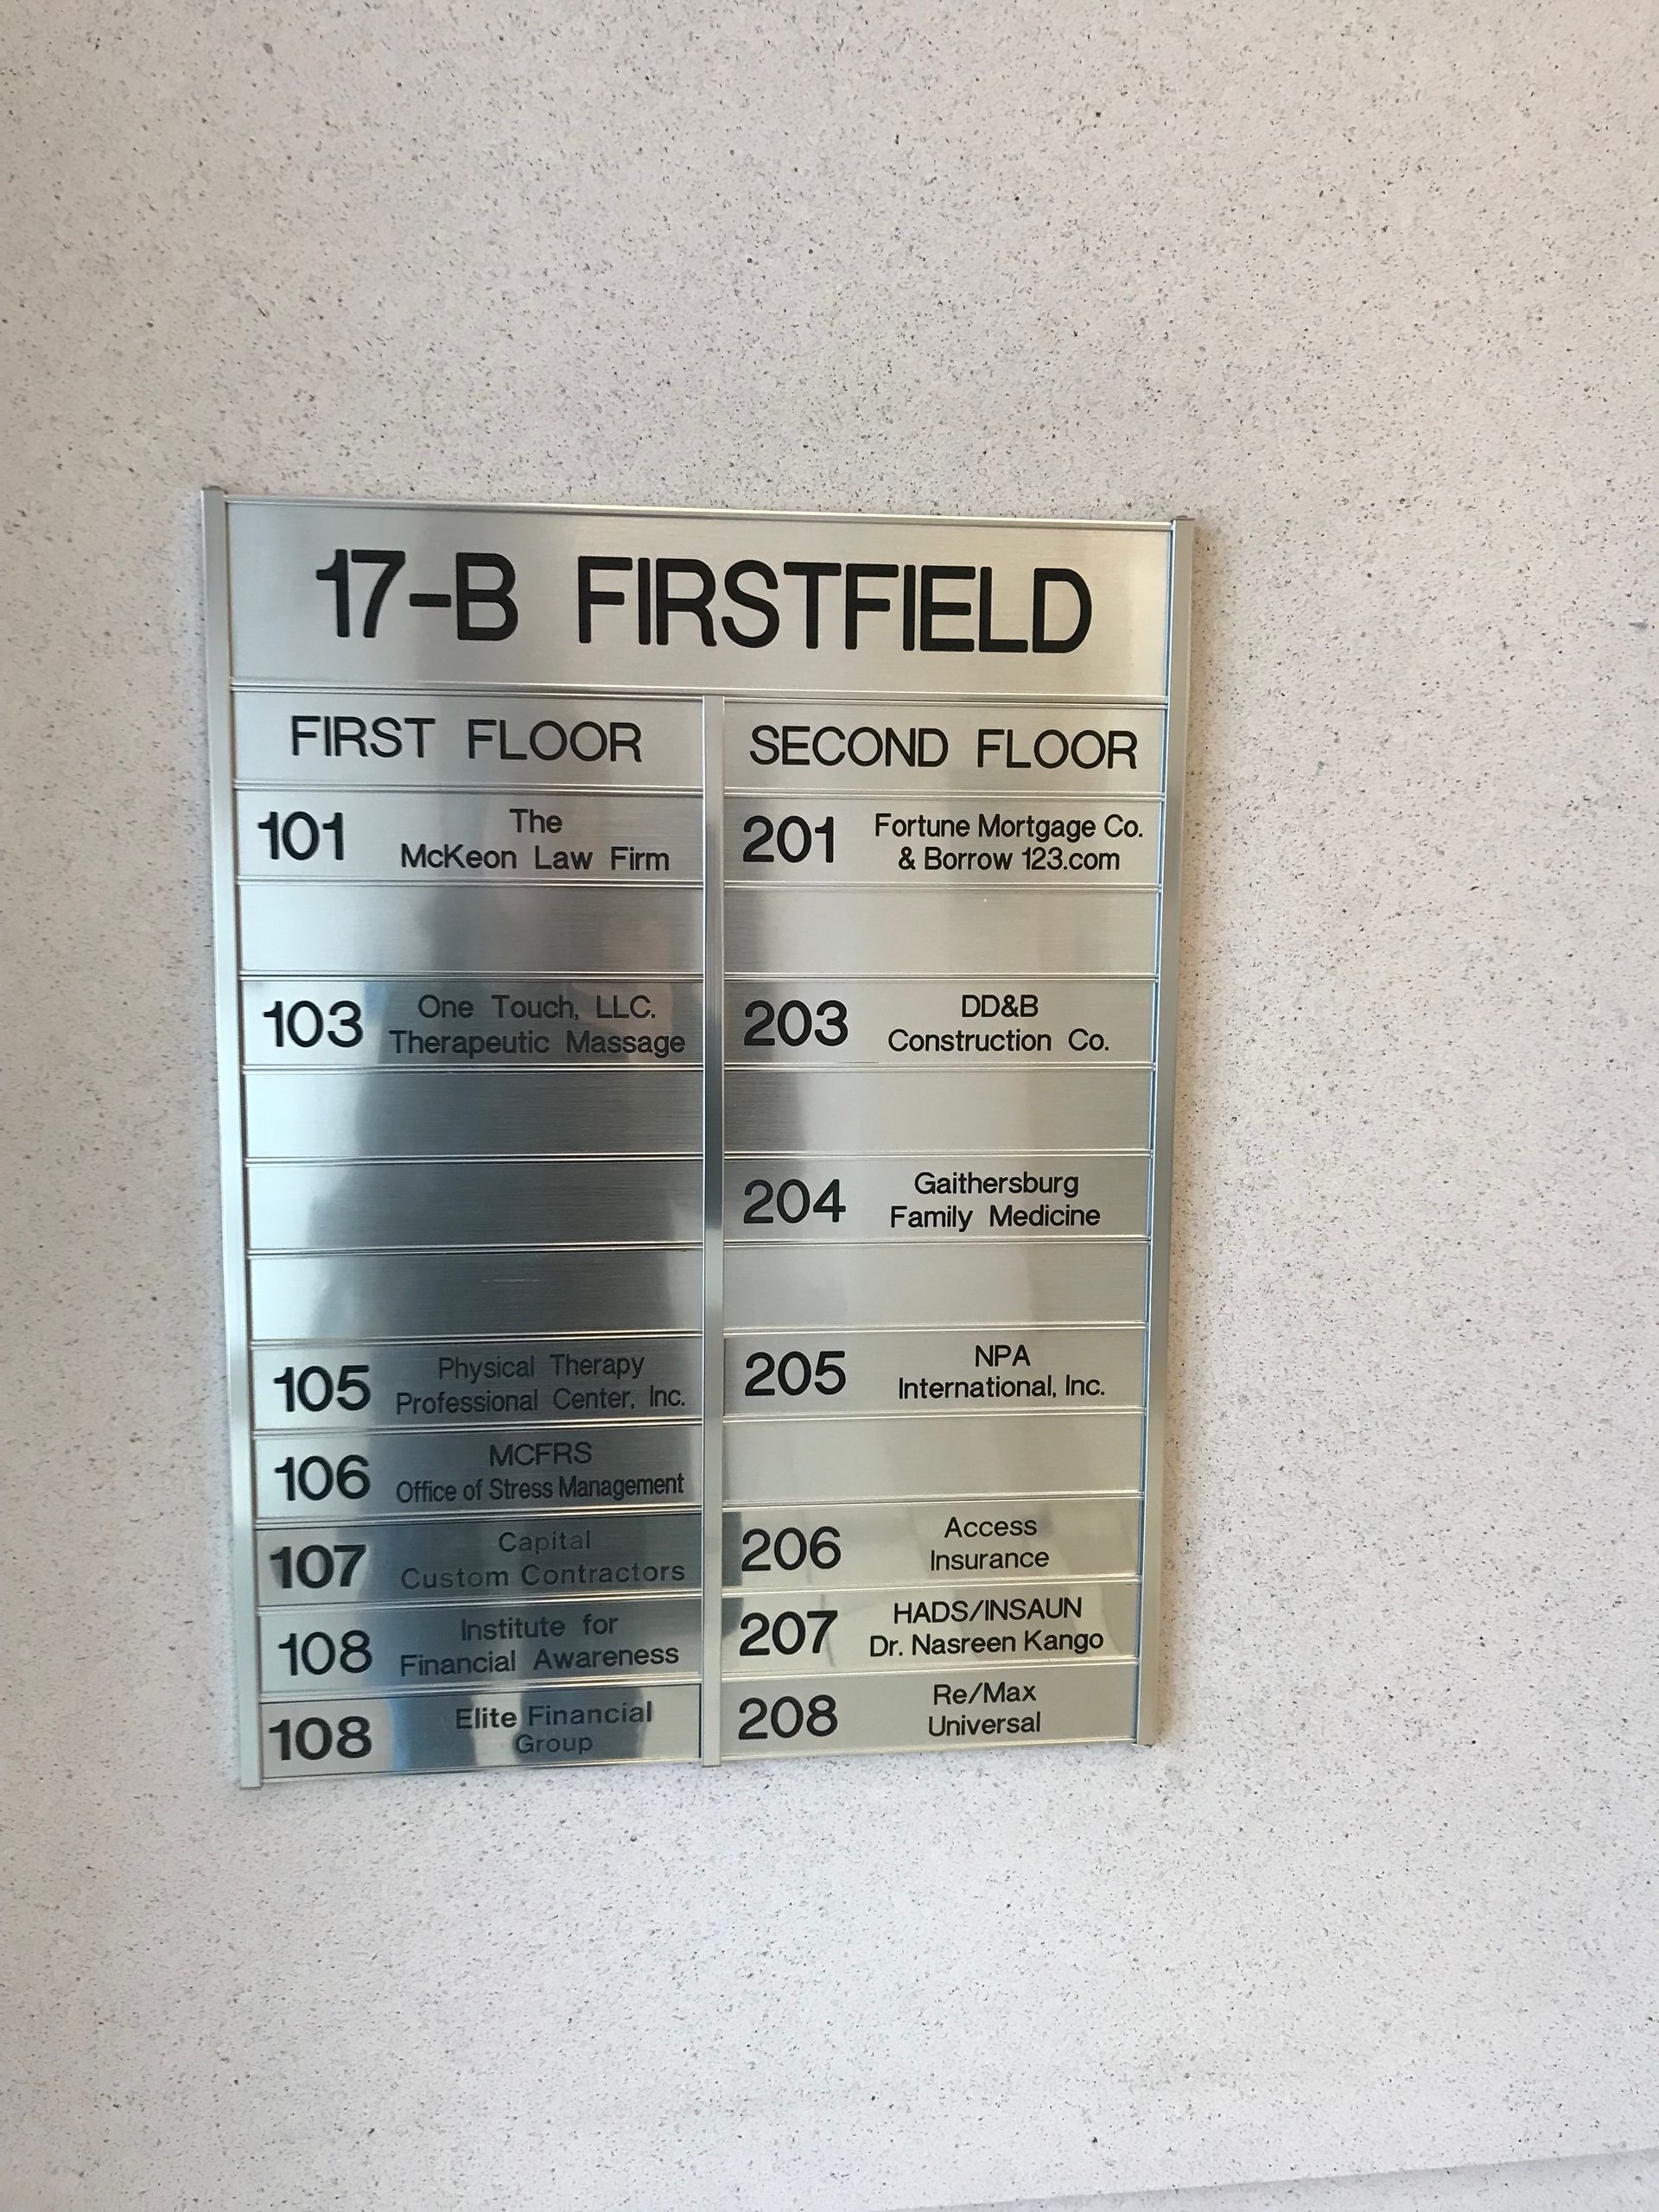 17-B FIRSTFIELD
FIRST FLOOR
101 The
McKeon Law Firm
103 One Touch, LLC.
Therapeutic Massage
105 Physical Therapy
Professional Center, Inc.
106 MCFRS
Office of Stress Management
107 Capital
Custom Contractors
108 Institute for
Financial Awareness
108 Elite Financial
Group
SECOND FLOOR
201 Fortune Mortgage Co.
& Borrow 123.com
203 DD&B
Construction Co.
204 Gaithersburg
Family Medicine
205 NPA
International, Inc.
206 Access
Insurance
207 HADS/INSAUN
Dr. Nasreen Kango
208 Re/Max
Universal